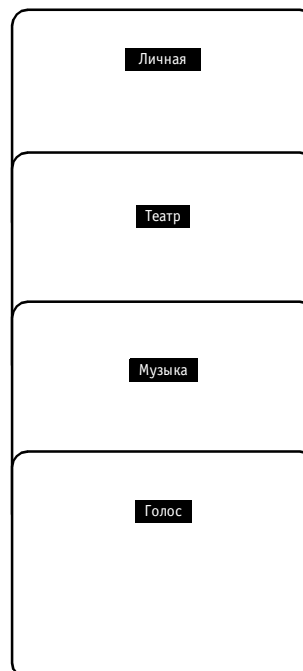 Личная
Театр
Музыка
Голос